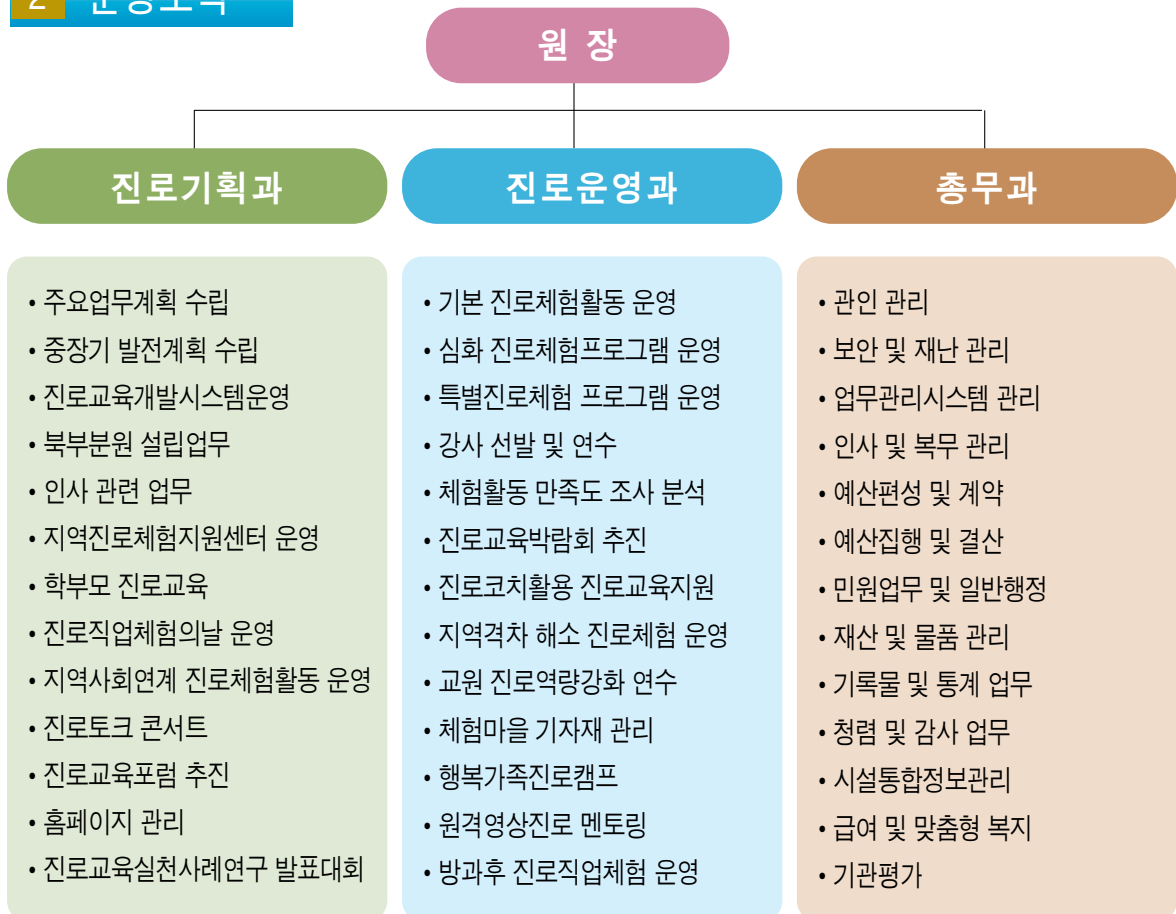 2 운영조직
원 장
진로기획과
진로운영과
총무과
• 주요업무계획 수립
• 중장기 발전계획 수립
• 진로교육개발시스템운영
• 북부분원 설립업무
• 인사 관련 업무
• 지역진로체험지원센터 운영
• 학부모 진로교육
• 진로직업체험의날 운영
• 지역사회연계 진로체험활동 운영
• 진로토크 콘서트
• 진로교육포럼 추진
• 홈페이지 관리
• 진로교육실천사례연구 발표대회
• 기본 진로체험활동 운영
• 심화 진로체험프로그램 운영
• 특별진로체험 프로그램 운영
• 강사 선발 및 연수
• 체험활동 만족도 조사 분석
• 진로교육박람회 추진
• 진로코치활용 진로교육지원
• 지역격차 해소 진로체험 운영
• 교원 진로역량강화 연수
• 체험마을 기자재 관리
• 행복가족진로캠프
• 원격영상진로 멘토링
• 방과후 진로직업체험 운영
• 관인 관리
• 보안 및 재난 관리
• 업무관리시스템 관리
• 인사 및 복무 관리
• 예산편성 및 계약
• 예산집행 및 결산
• 민원업무 및 일반행정
• 재산 및 물품 관리
• 기록물 및 통계 업무
• 청렴 및 감사 업무
• 시설통합정보관리
• 급여 및 맞춤형 복지
• 기관평가